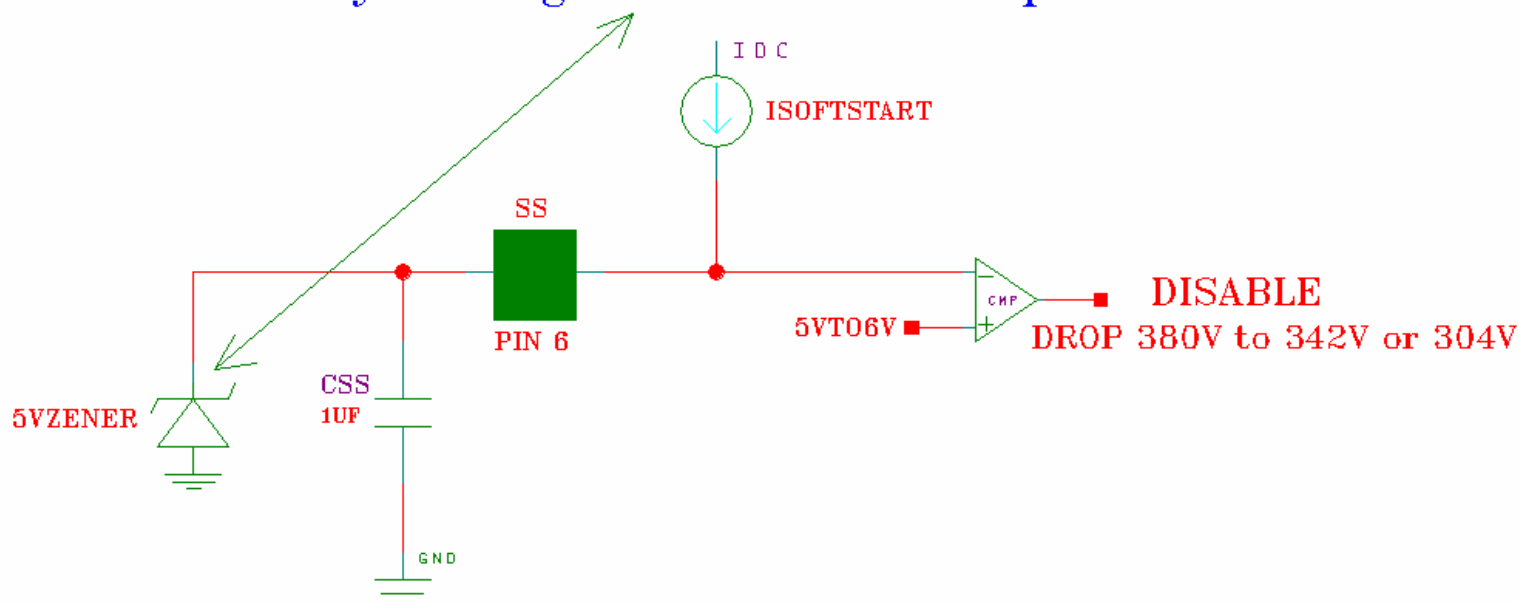 IDC
ISOFTSTART
SS
CMP
DISABLE
5VTO6V
PIN 6
DROP 380V to 342V or 304V
CSS
5VZENER
1UF
GND